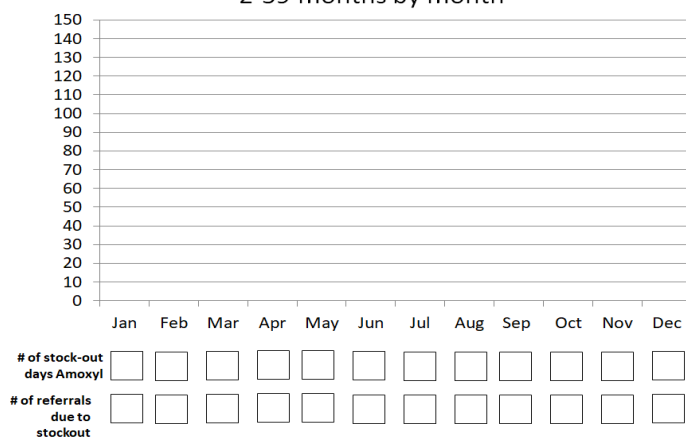 2-59 months by month
150
140
130
120
110
100
90
80
70
60
50
40
30
20
10
0
Jan Feb Mar Apr May Jun Jul Aug Sep Oct Nov Dec
# of stock-out
days Amoxyl
# of referrals
due to
stockout